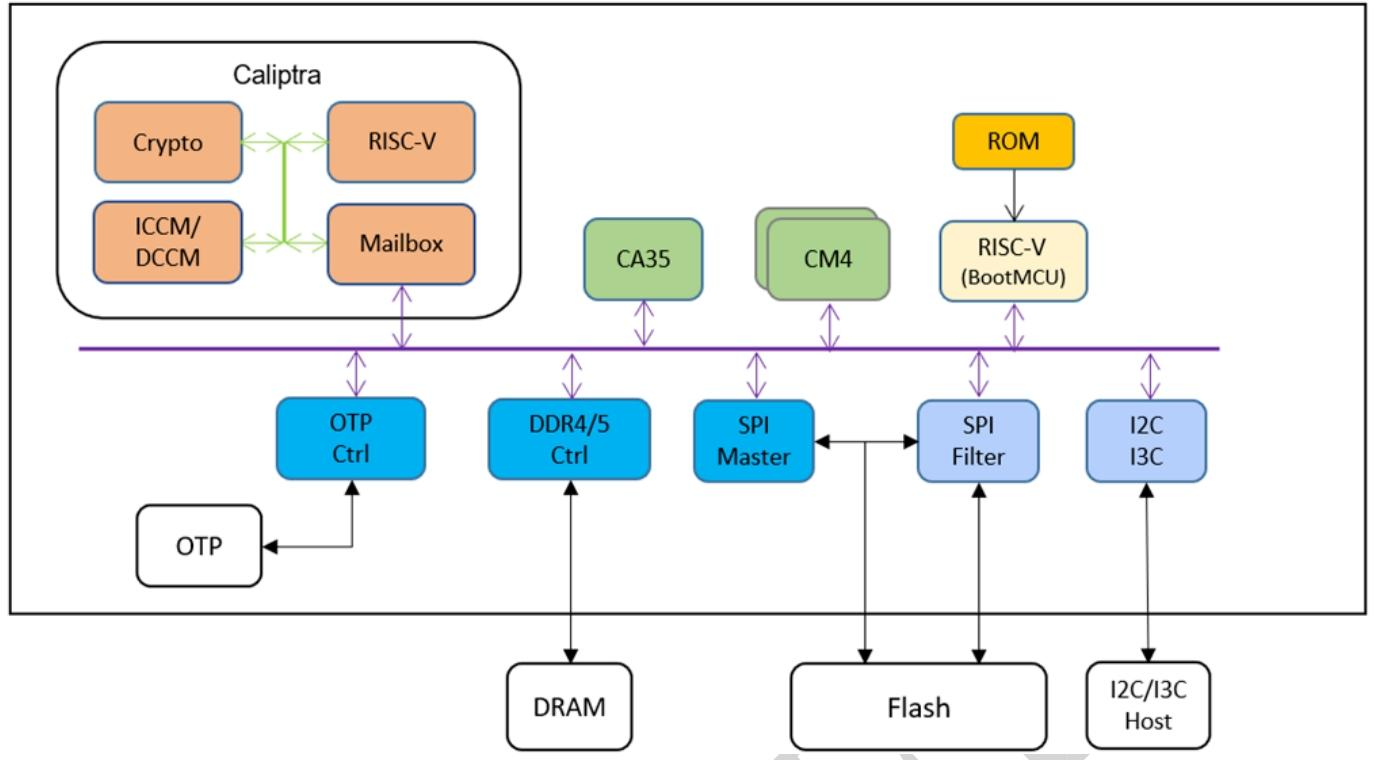 Caliptra
Crypto
RISC-V
ROM
ICCM/
DCCM
Mailbox
CA35
CM4
RISC-V
(BootMCU)
OTP
Ctrl
DDR4/5
Ctrl
SPI
Master
SPI
Filter
I2C
I3C
OTP
DRAM
Flash
I2C/I3C
Host